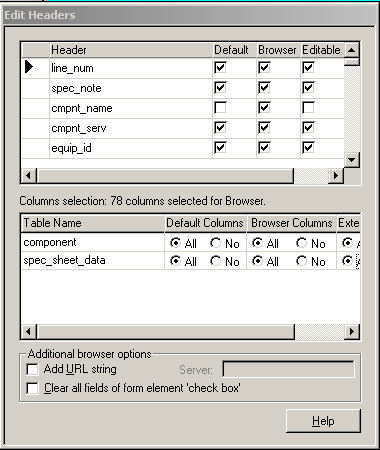 Edit Headers
Header Default Browser Editable
line_num
spec_note
cmpnt_name
cmpnt_serv
equip_id
Columns selection: 78 columns selected for Browser.
Table Name Default Columns Browser Columns Exte
component All No All No A
spec_sheet_data All No All No A
Additional browser options
Add URL string Server:
Clear all fields of form element 'check box'
Help